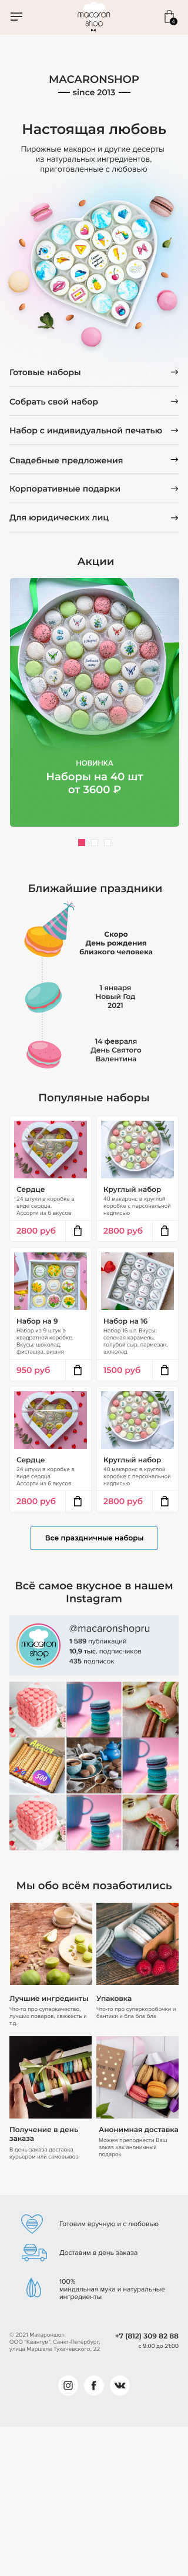 macaron
shop
0
MACARONSHOP
since 2013
Настоящая любовь
Пирожные макарон и другие десерты
из натуральных ингредиентов,
приготовленные с любовью
Готовые наборы
Собрать свой набор
Набор с индивидуальной печатью
Свадебные предложения
Корпоративные подарки
Для юридических лиц
Акции
НОВИНКА
Наборы на 40 шт
от 3600 ₽
Ближайшие праздники
Скоро
День рождения
близкого человека
1 января
Новый Год
2021
14 февраля
День Святого
Валентина
Популяные наборы
Сердце
24 штуки в коробке в
виде сердца.
Ассорти из 6 вкусов
2800 руб
Круглый набор
40 макаронс в круглой
коробке с персональной
надписью
2800 руб
Набор на 9
Набор из 9 штук в
квадратной коробке.
Вкусы: шоколад,
фисташка, вишня
950 руб
Набор на 16
Набор 16 шт. Вкусы:
соленая карамель,
голубой сыр, пармезан,
шоколад
1500 руб
Сердце
24 штуки в коробке в
виде сердца.
Ассорти из 6 вкусов
2800 руб
Круглый набор
40 макаронс в круглой
коробке с персональной
надписью
2800 руб
Все праздничные наборы
Всё самое вкусное в нашем
Instagram
macaron
shop
@macaronshopru
1 589 публикаций
10,9 тыс. подписчиков
435 подписок
Мы обо всём позаботились
Лучшие ингрединты
Что-то про суперкачество,
лучших поваров, свежесть и
т.д.
Упаковка
Что-то про суперкоробочки и
бантики и бла бла бла
Получение в день
заказа
В день заказа доставка
курьером или самовывоз
Анонимная доставка
Можем преподнести Ваш
заказ как анонимный
подарок
Готовим вручную и с любовью
Доставим в день заказа
100%
миндальная мука и натуральные
ингредиенты
© 2021 Макароншоп
ООО "Квантум", Санкт-Петербург,
улица Маршала Тухачевского, 22
+7 (812) 309 82 88
с 9:00 до 21:00